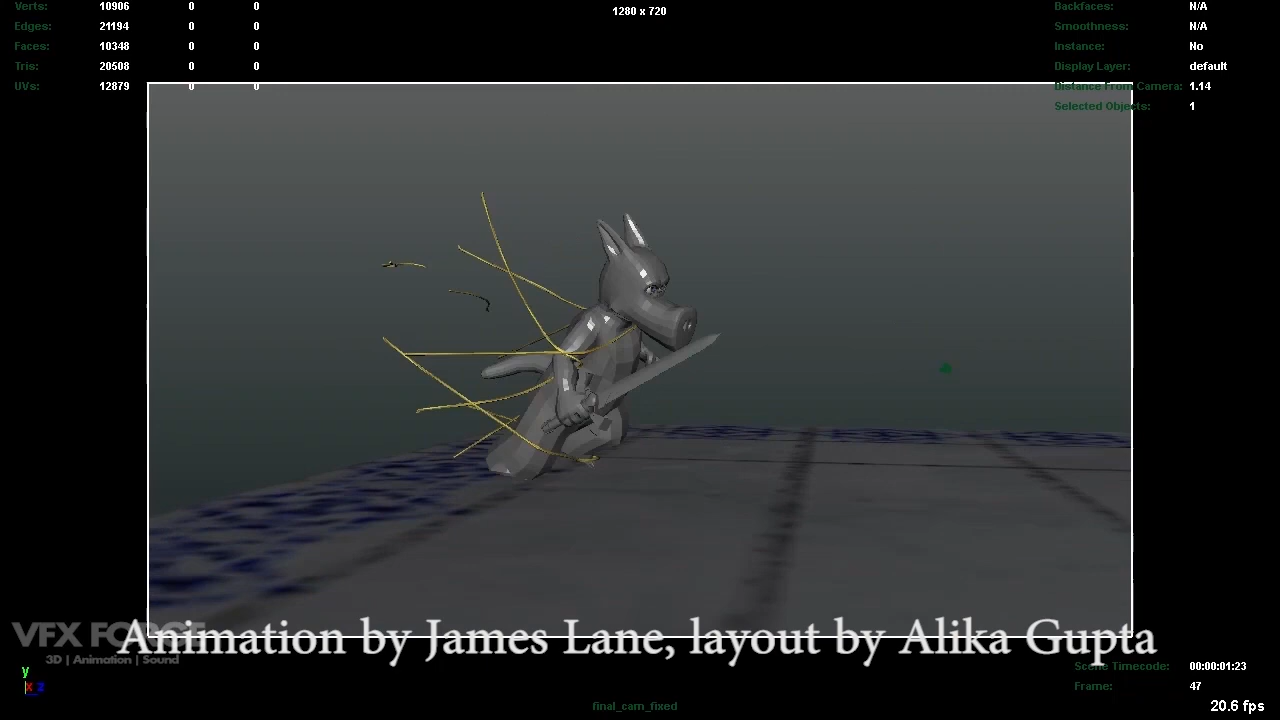 Verts: 10906 0 0
Edges: 21194 0 0
Faces: 10348 0 0
Tris: 20508 0 0
UVs: 12879 0 0
1280 x 720
Backfaces: N/A
Smoothness: N/A
Instance: No
Display Layer: default
Distance From Camera: 1.14
Selected Objects: 1
VFX FORGE
3D | Animation | Sound
Animation by James Lane, layout by Alika Gupta
y
x z
final_cam_fixed
Scene Timecode: 00:00:01:23
Frame: 47
20.6 fps